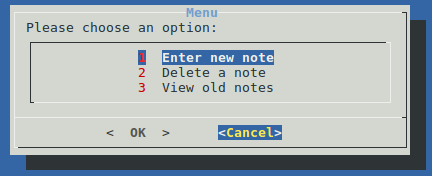 Menu
Please choose an option:
1 Enter new note
2 Delete a note
3 View old notes
< OK > <Cancel>